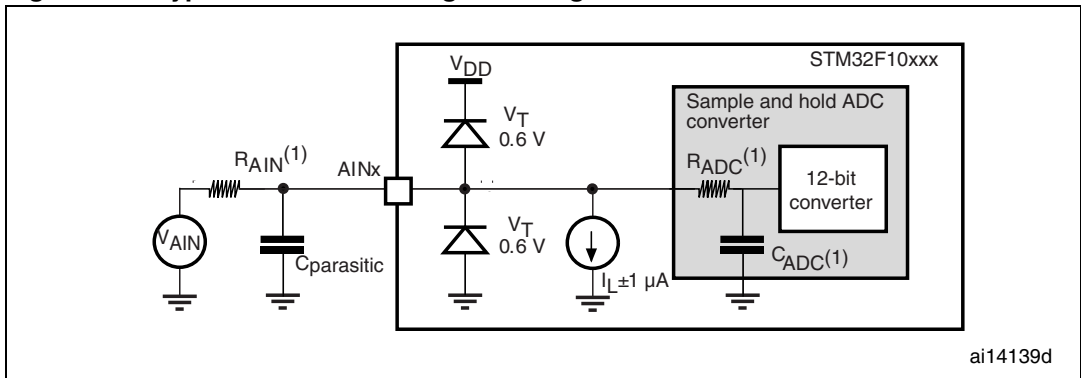 STM32F10xxx
VDD
Sample and hold ADC
converter
VT
0.6 V
RAIN(1)
AINx
RADC(1)
12-bit
converter
VAIN
Cparasitic
VT
0.6 V
IL±1 µA
CADC(1)
ai14139d